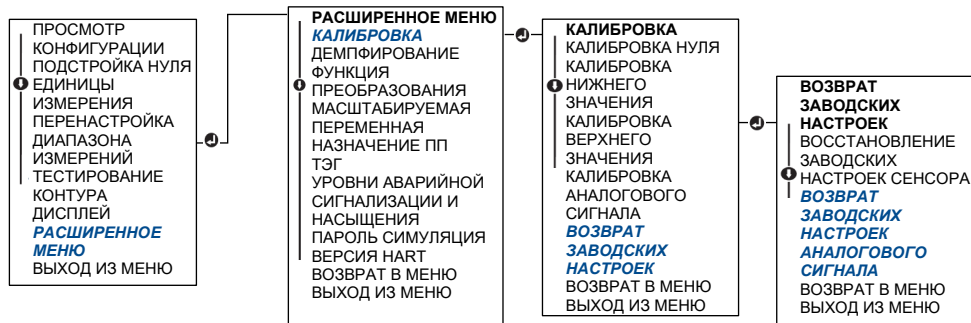 ПРОСМОТР
КОНФИГУРАЦИИ
ПОДСТРОЙКА НУЛЯ
ЕДИНИЦЫ
ИЗМЕРЕНИЯ
ПЕРЕНАСТРОЙКА
ДИАПАЗОНА
ИЗМЕРЕНИЙ
ТЕСТИРОВАНИЕ
КОНТУРА
ДИСПЛЕЙ
РАСШИРЕННОЕ
МЕНЮ
ВЫХОД ИЗ МЕНЮ
РАСШИРЕННОЕ МЕНЮ
КАЛИБРОВКА
ДЕМПФИРОВАНИЕ
ФУНКЦИЯ
ПРЕОБРАЗОВАНИЯ
МАСШТАБИРУЕМАЯ
ПЕРЕМЕННАЯ
НАЗНАЧЕНИЕ ПП
ТЭГ
УРОВНИ АВАРИЙНОЙ
СИГНАЛИЗАЦИИ И
НАСЫЩЕНИЯ
ПАРОЛЬ СИМУЛЯЦИЯ
ВЕРСИЯ HART
ВОЗВРАТ В МЕНЮ
ВЫХОД ИЗ МЕНЮ
КАЛИБРОВКА
КАЛИБРОВКА НУЛЯ
КАЛИБРОВКА
НИЖНЕГО
ЗНАЧЕНИЯ
КАЛИБРОВКА
ВЕРХНЕГО
ЗНАЧЕНИЯ
КАЛИБРОВКА
АНАЛОГОВОГО
СИГНАЛА
ВОЗВРАТ
ЗАВОДСКИХ
НАСТРОЕК
ВОЗВРАТ В МЕНЮ
ВЫХОД ИЗ МЕНЮ
ВОЗВРАТ
ЗАВОДСКИХ
НАСТРОЕК
ВОССТАНОВЛЕНИЕ
ЗАВОДСКИХ
НАСТРОЕК СЕНСОРА
ВОЗВРАТ
ЗАВОДСКИХ
НАСТРОЕК
АНАЛОГОВОГО
СИГНАЛА
ВОЗВРАТ В МЕНЮ
ВЫХОД ИЗ МЕНЮ